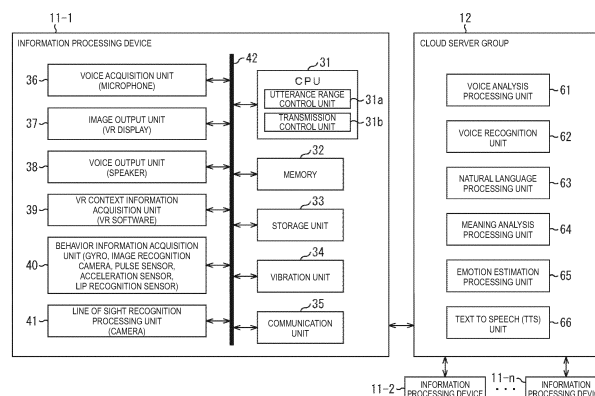 11-1
12
INFORMATION PROCESSING DEVICE
CLOUD SERVER GROUP
42
31
36
VOICE ACQUISITION UNIT
(MICROPHONE)
CPU
UTTERANCE RANGE
CONTROL UNIT
31a
TRANSMISSION
CONTROL UNIT
31b
37
IMAGE OUTPUT UNIT
(VR DISPLAY)
38
VOICE OUTPUT UNIT
(SPEAKER)
32
MEMORY
39
VR CONTEXT INFORMATION
ACQUISITION UNIT
(VR SOFTWARE)
33
STORAGE UNIT
40
BEHAVIOR INFORMATION ACQUISITION
UNIT (GYRO, IMAGE RECOGNITION
CAMERA, PULSE SENSOR,
ACCELERATION SENSOR,
LIP RECOGNITION SENSOR)
34
VIBRATION UNIT
41
LINE OF SIGHT RECOGNITION
PROCESSING UNIT
(CAMERA)
35
COMMUNICATION
UNIT
VOICE ANALYSIS
PROCESSING UNIT
61
VOICE RECOGNITION
UNIT
62
NATURAL LANGUAGE
PROCESSING UNIT
63
MEANING ANALYSIS
PROCESSING UNIT
64
EMOTION ESTIMATION
PROCESSING UNIT
65
TEXT TO SPEECH (TTS)
UNIT
66
11-2
INFORMATION
PROCESSING DEVICE
...
11-n
INFORMATION
PROCESSING DEVICE